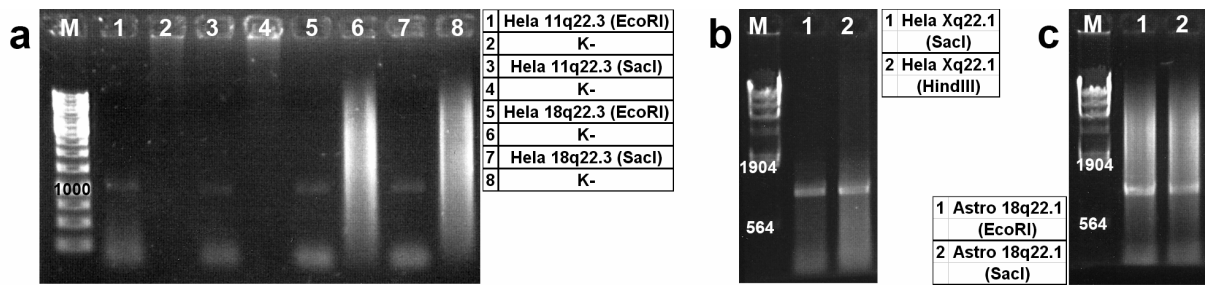 a
M 1 2 3 4 5 6 7 8
1000
1 Hela 11q22.3 (EcoRI)
2 K-
3 Hela 11q22.3 (SacI)
4 K-
5 Hela 18q22.3 (EcoRI)
6 K-
7 Hela 18q22.3 (SacI)
8 K-
b
M 1 2
1904
564
1 Hela Xq22.1
(SacI)
2 Hela Xq22.1
(HindIII)
c
M 1 2
1904
564
1 Astro 18q22.1
(EcoRI)
2 Astro 18q22.1
(SacI)